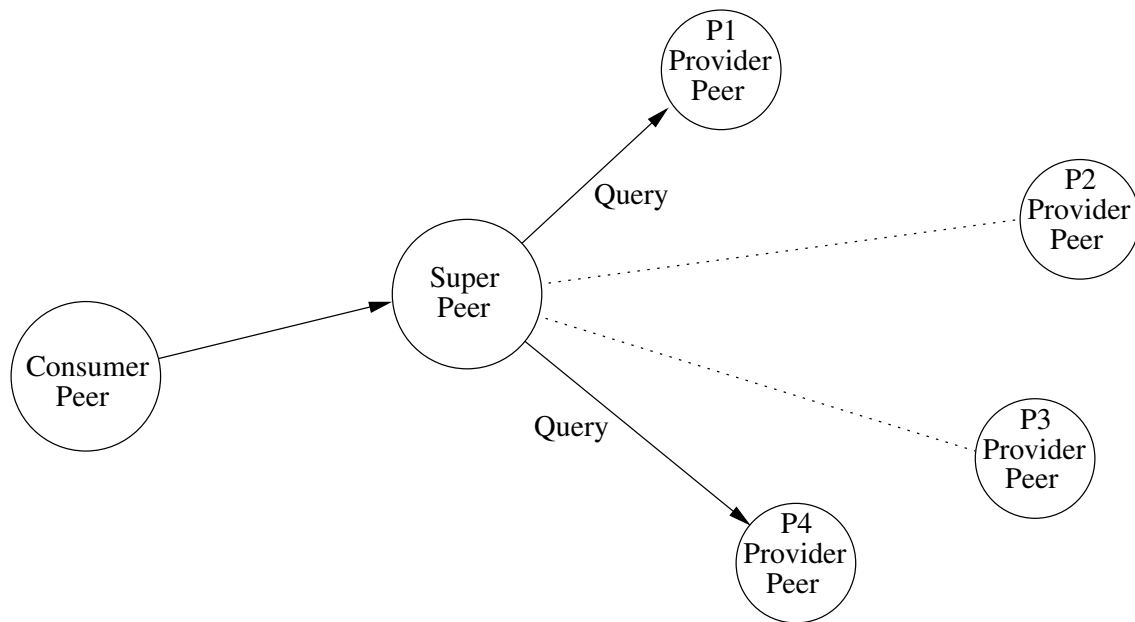 P1
Provider
Peer
Query
P2
Provider
Peer
Super
Peer
Consumer
Peer
P3
Provider
Peer
Query
P4
Provider
Peer